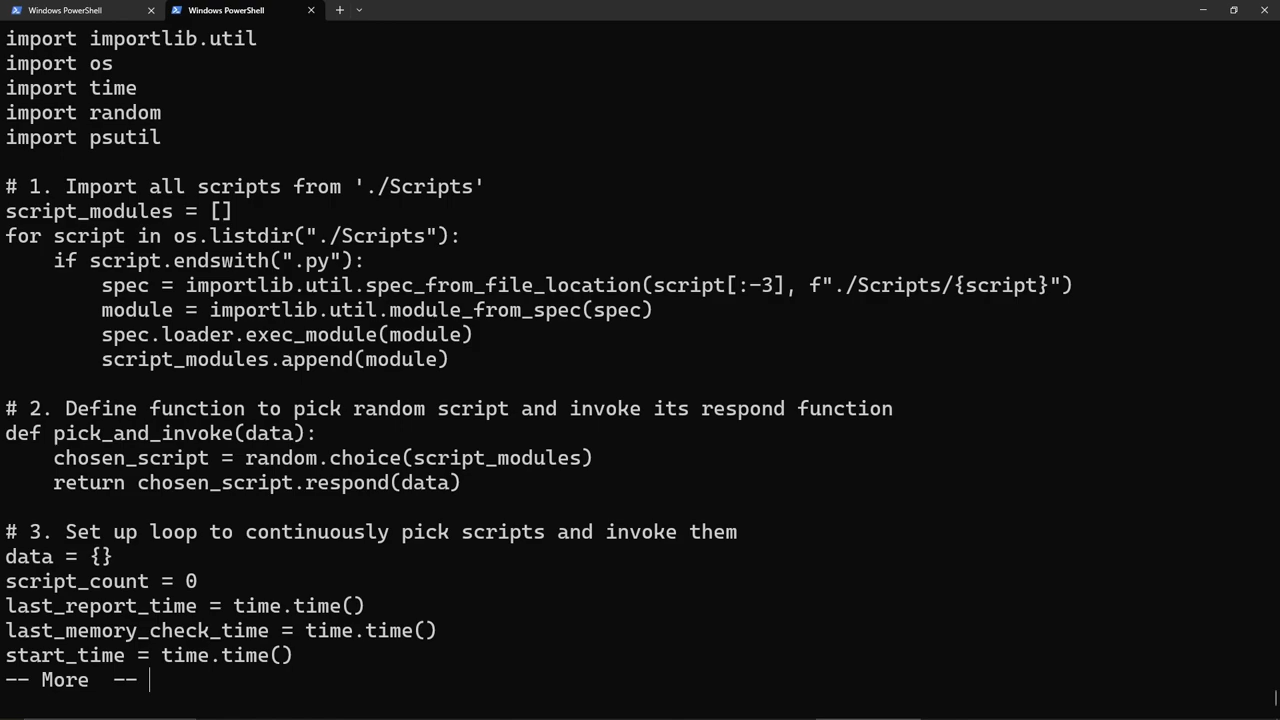 Windows PowerShell
Windows PowerShell
import importlib.util
import os
import time
import random
import psutil
# 1. Import all scripts from './Scripts'
script_modules = []
for script in os.listdir("./Scripts"):
    if script.endswith(".py"):
        spec = importlib.util.spec_from_file_location(script[:-3], f"./Scripts/{script}")
        module = importlib.util.module_from_spec(spec)
        spec.loader.exec_module(module)
        script_modules.append(module)
# 2. Define function to pick random script and invoke its respond function
def pick_and_invoke(data):
    chosen_script = random.choice(script_modules)
    return chosen_script.respond(data)
# 3. Set up loop to continuously pick scripts and invoke them
data = {}
script_count = 0
last_report_time = time.time()
last_memory_check_time = time.time()
start_time = time.time()
-- More  --